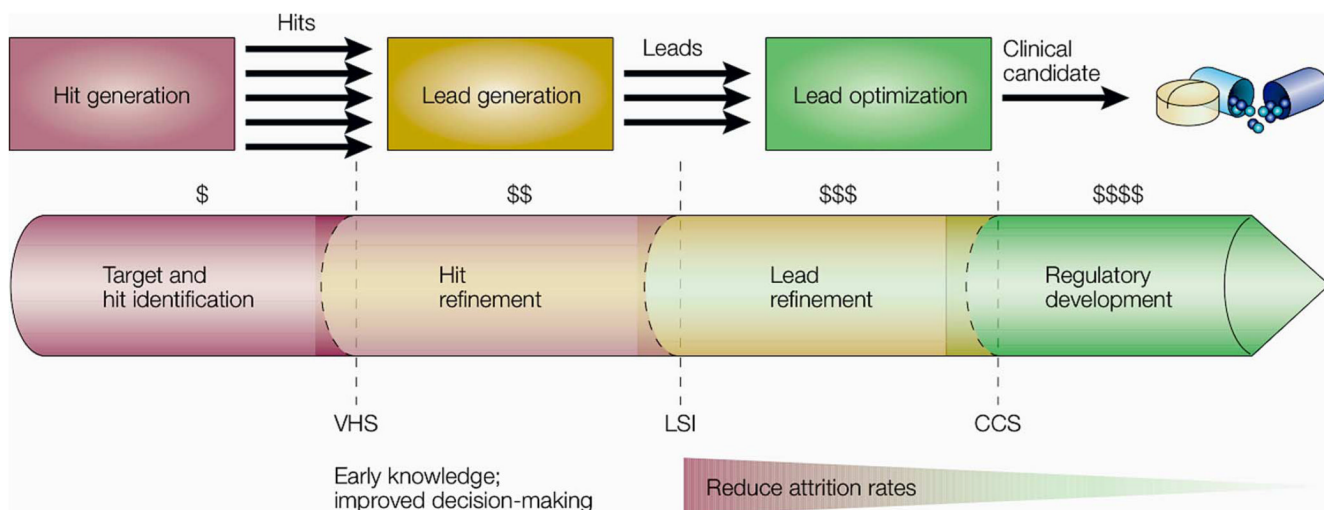 Hits
Hit generation
Lead generation
Leads
Lead optimization
Clinical
candidate
$
$$
$$$
$$$$
Target and
hit identification
Hit
refinement
Lead
refinement
Regulatory
development
VHS
LSI
CCS
Early knowledge;
improved decision-making
Reduce attrition rates